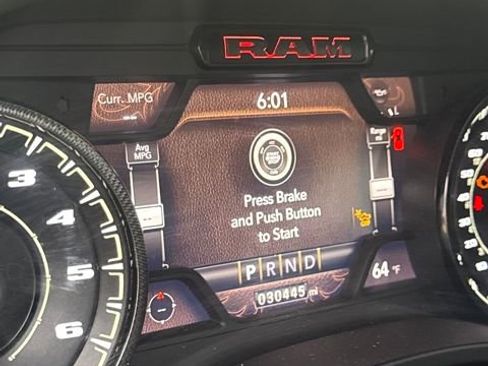 RAM
Curr. MPG
6:01
Avg
MPG
Range
Press Brake
and Push Button
to Start
P R N D
030445 mi
64 °F
3
4
5
6